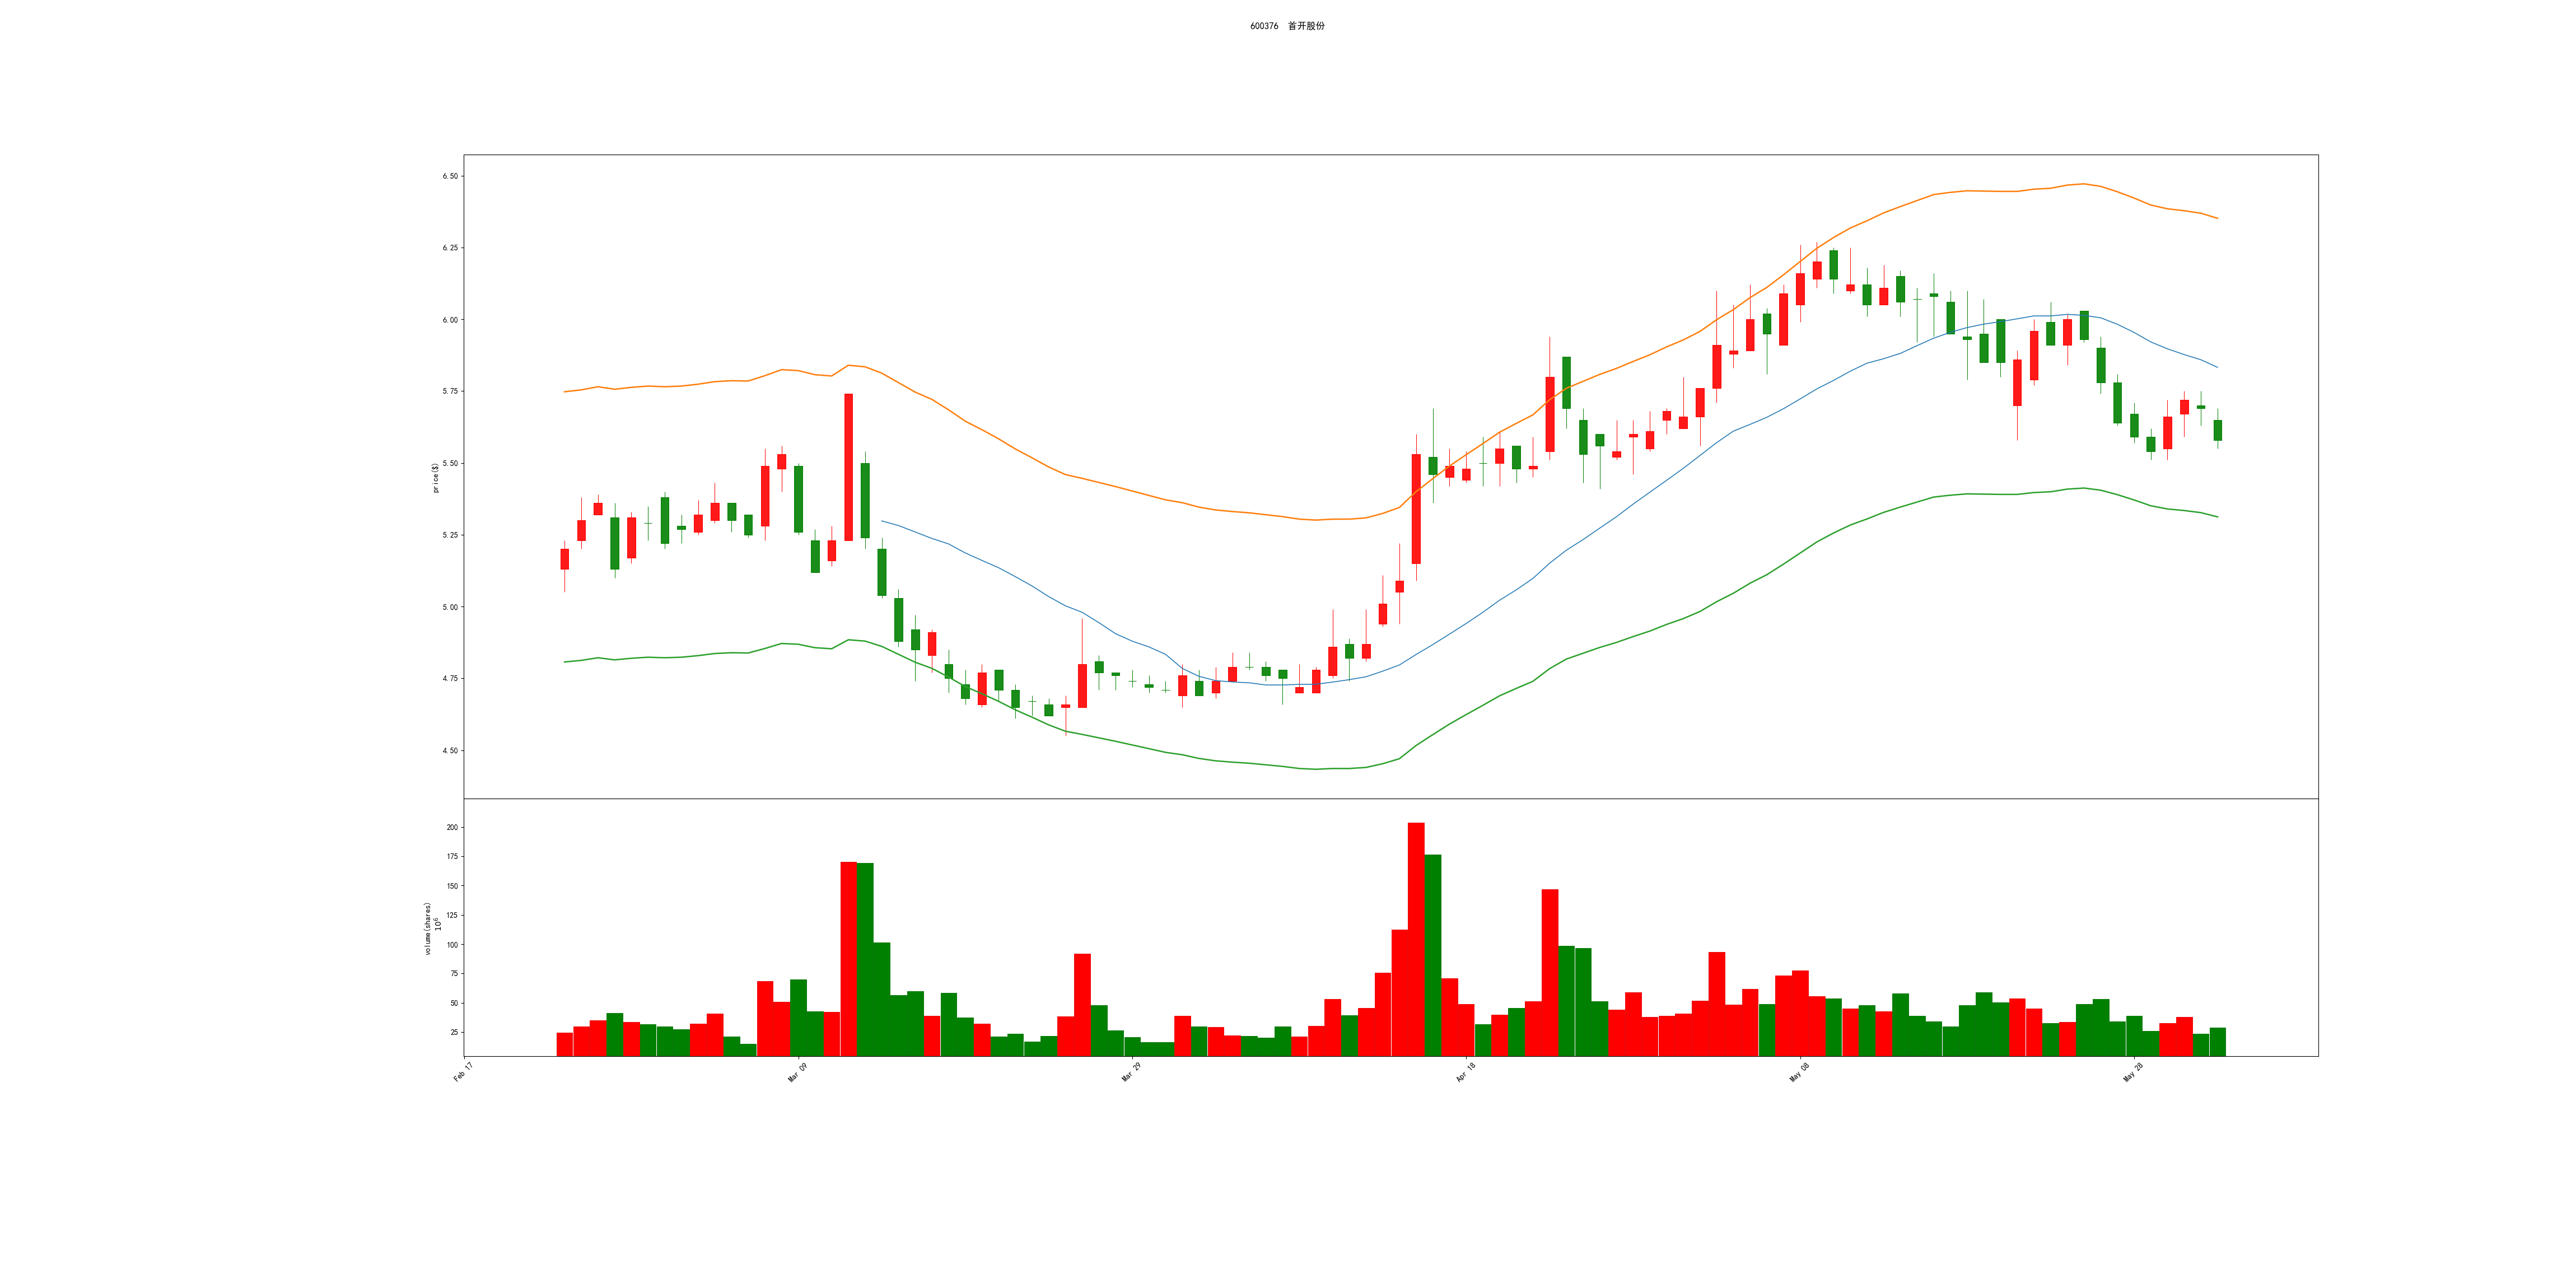 600376 首开股份
6.50
6.25
6.00
5.75
5.50
5.25
5.00
4.75
4.50
price($)
200
175
150
125
100
75
50
25
volume(shares)
10^6
Feb 17
Mar 09
Mar 29
Apr 18
May 08
May 28